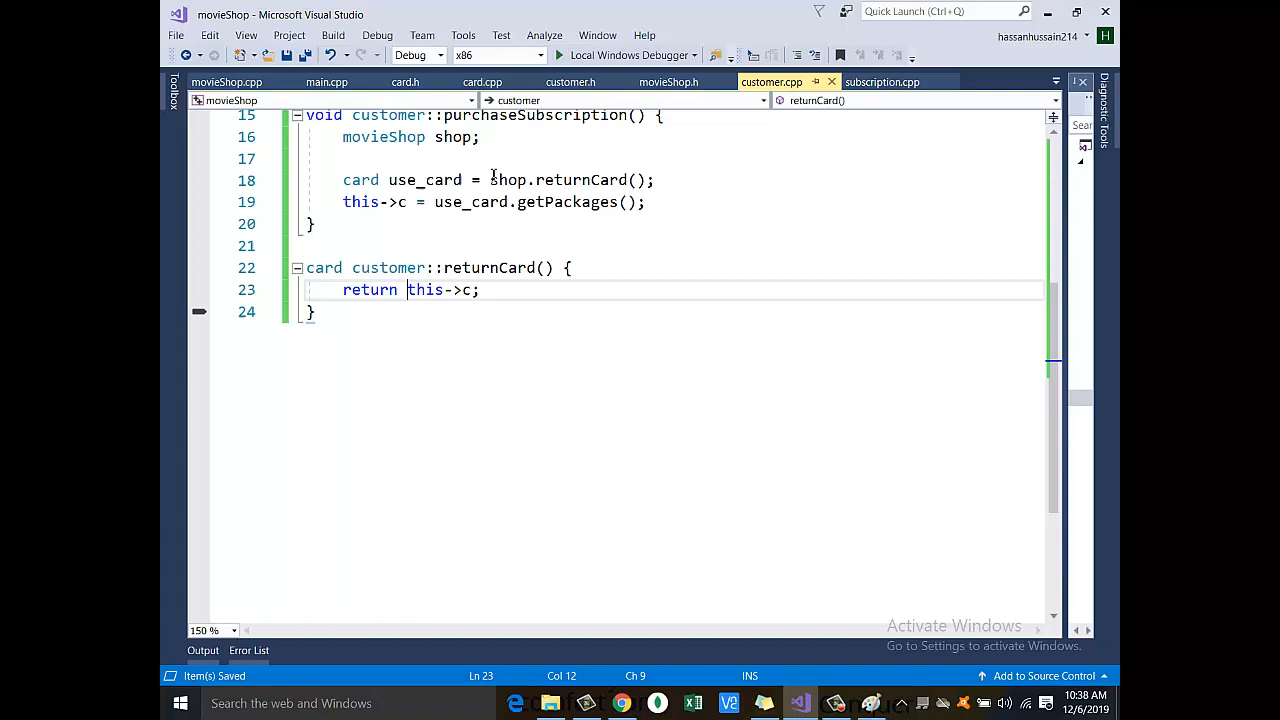 movieShop - Microsoft Visual Studio
Quick Launch (Ctrl+Q)
File Edit View Project Build Debug Team Tools Test Analyze Window Help
hassanhussain214
H
Debug
x86
Local Windows Debugger
Toolbox
movieShop.cpp main.cpp card.h card.cpp customer.h movieShop.h customer.cpp subscription.cpp
movieShop
customer
returnCard()
Diagnostic Tools
Sear
15 void customer::purchaseSubscription() {
16 movieShop shop;
17
18 card use_card = shop.returnCard();
19 this->c = use_card.getPackages();
20 }
21
22 card customer::returnCard() {
23 return this->c;
24 }
Activate Windows
Go to Settings to activate Windows.
150 %
Output Error List
Item(s) Saved
Ln 23
Col 12
Ch 9
INS
Add to Source Control
Search the Web and Windows
10:38 AM
12/6/2019